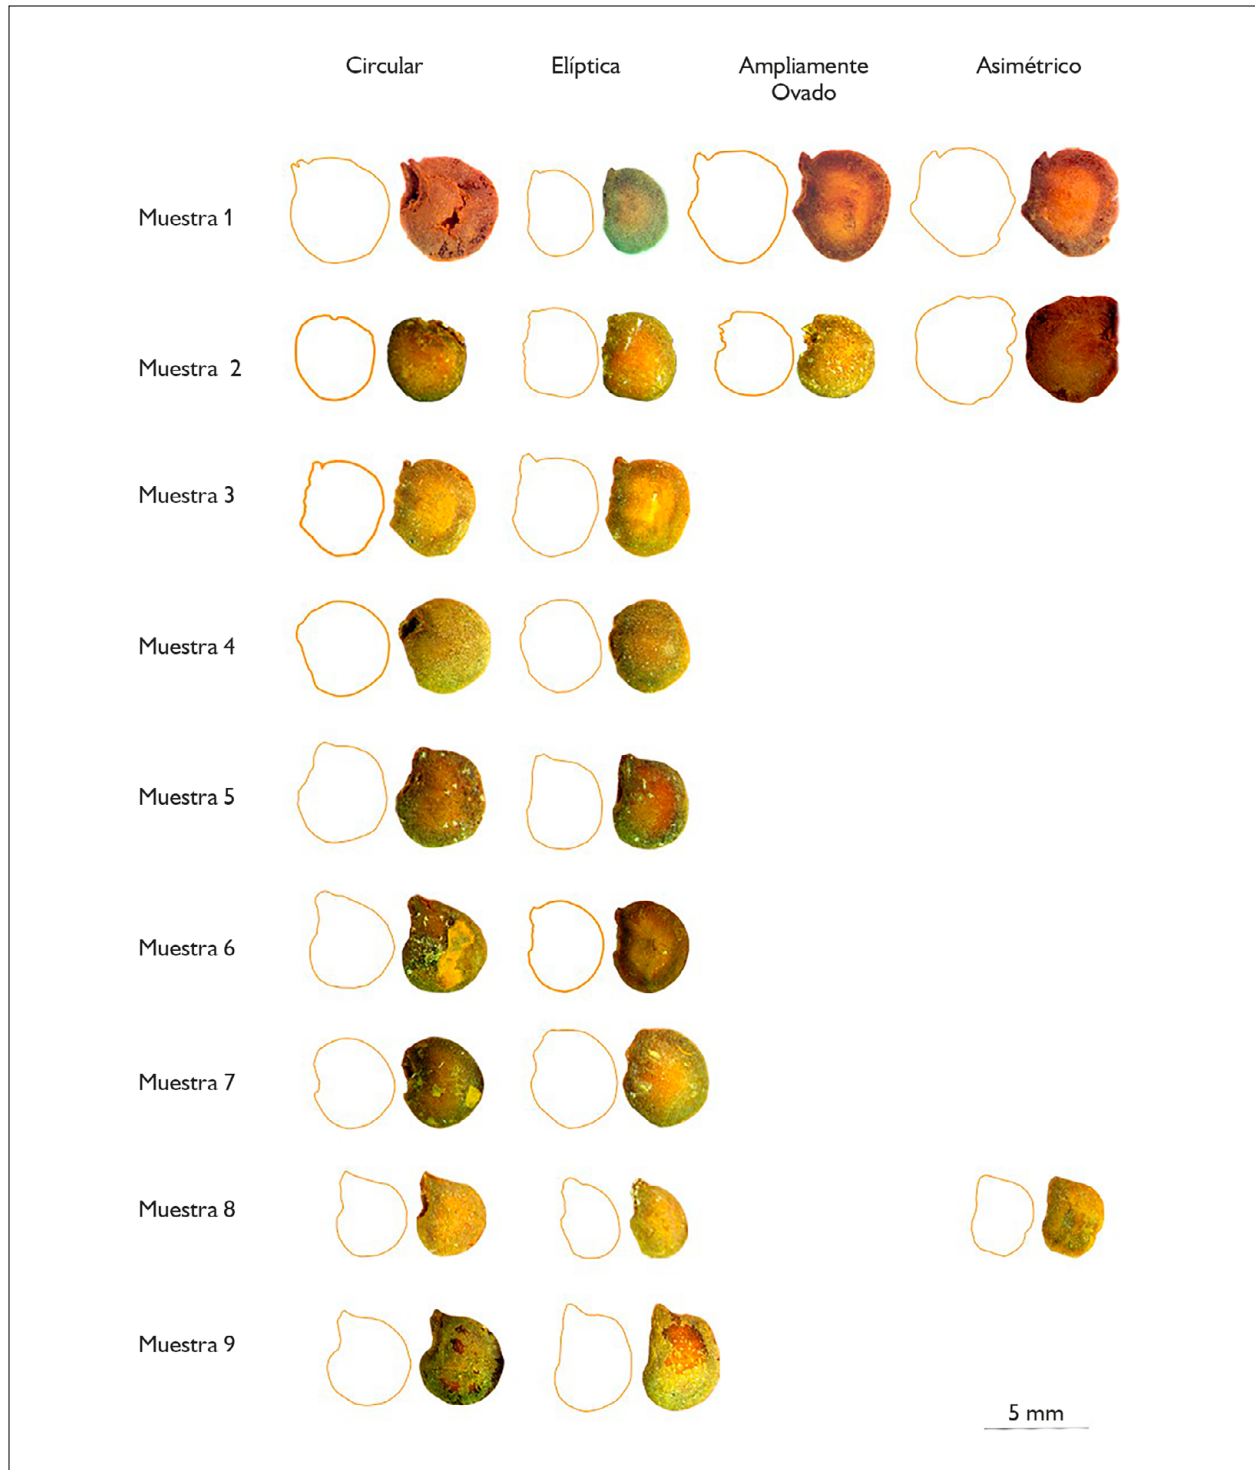 Circular
Elíptica
Ampliamente
Ovado
Asimétrico
Muestra 1
Muestra 2
Muestra 3
Muestra 4
Muestra 5
Muestra 6
Muestra 7
Muestra 8
Muestra 9
5 mm